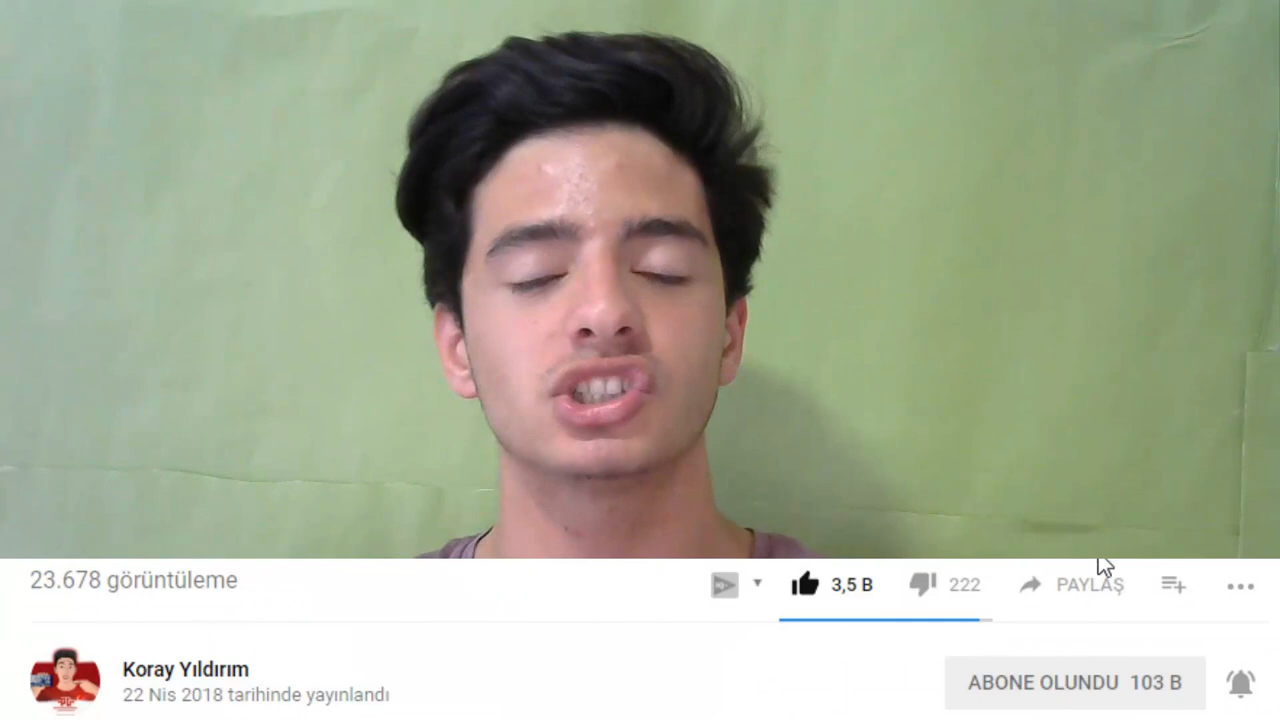 23.678 görüntüleme
3,5 B 222 PAYLAŞ
Koray Yıldırım
22 Nis 2018 tarihinde yayınlandı
ABONE OLUNDU 103 B